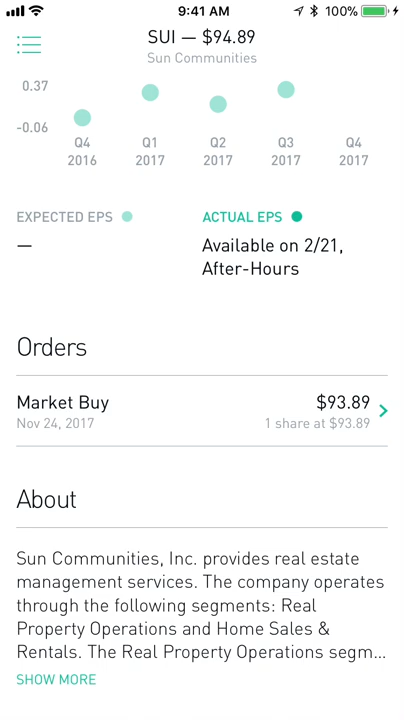 9:41 AM
100%
SUI — $94.89
Sun Communities
0.37
-0.06
Q4 Q1 Q2 Q3 Q4
2016 2017 2017 2017 2017
EXPECTED EPS ACTUAL EPS
— Available on 2/21,
After-Hours
Orders
Market Buy $93.89
Nov 24, 2017 1 share at $93.89
About
Sun Communities, Inc. provides real estate
management services. The company operates
through the following segments: Real
Property Operations and Home Sales &
Rentals. The Real Property Operations segm...
SHOW MORE